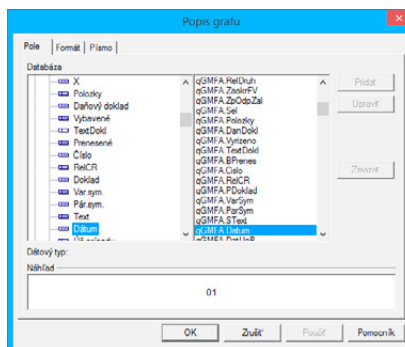 Popis grafu
Pole Formát Písmo
Databáza
X
Položky
Daňový doklad
Vybavené
TextDokl
Prenesené
Číslo
RelCR
Doklad
Var.sym.
Pár.sym.
Text
Dátum
qGMFA.RelDruh
qGMFA.ZaokrFV
qGMFA.ZpOdpZal
qGMFA.Sel
qGMFA.Polozky
qGMFA.DanDokl
qGMFA.Vyrizeno
qGMFA.TextDokl
qGMFA.BPrenes
qGMFA.Cislo
qGMFA.RelCR
qGMFA.PDoklad
qGMFA.VarSym
qGMFA.ParSym
qGMFA.SText
qGMFA.Datum
Pridať
Upraviť
Zmazať
Dátový typ:
Náhľad
01
OK Zrušiť Použiť Pomocník